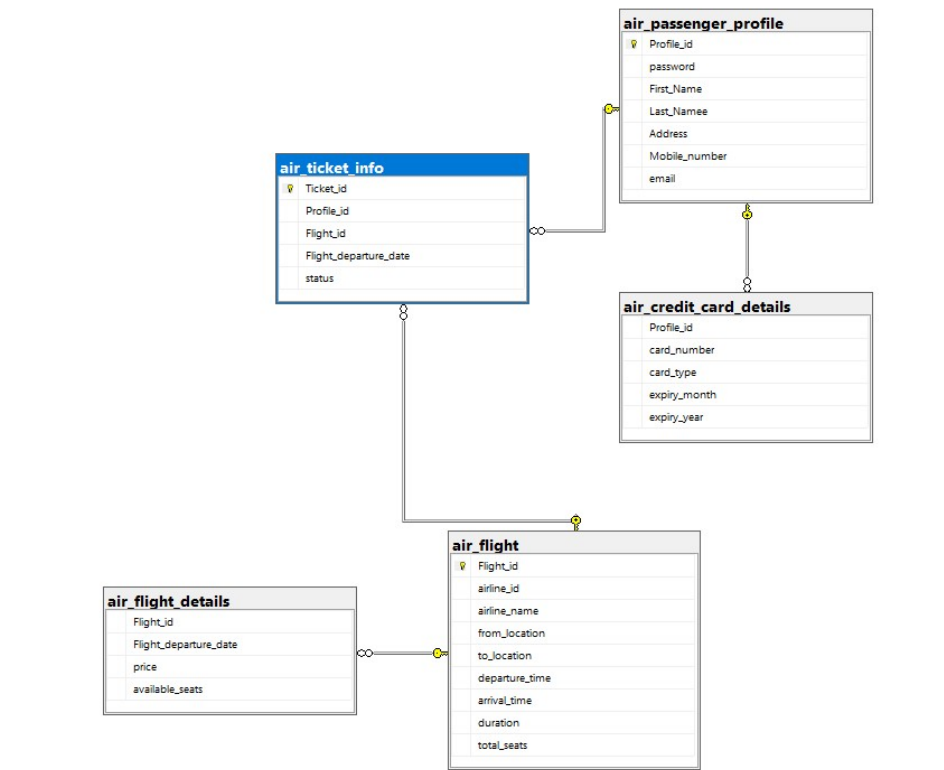 air_passenger_profile
Profile_id
password
First_Name
Last_Namee
Address
Mobile_number
email
air_ticket_info
Ticket_id
Profile_id
Flight_id
Flight_departure_date
status
air_credit_card_details
Profile_id
card_number
card_type
expiry_month
expiry_year
air_flight
Flight_id
airline_id
airline_name
from_location
to_location
departure_time
arrival_time
duration
total_seats
air_flight_details
Flight_id
Flight_departure_date
price
available_seats